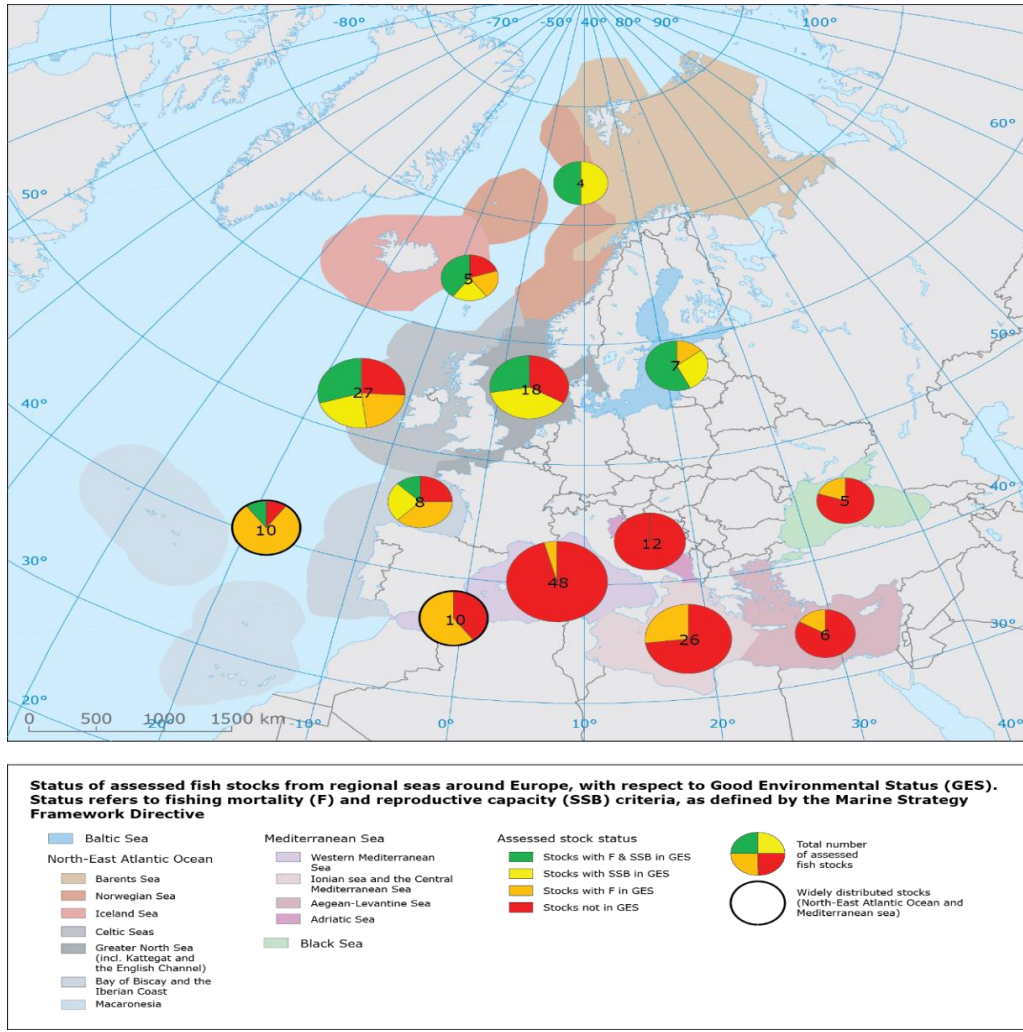 -80°
-70°
-50°
40°
80°
90°
100°
60°
50°
50°
40°
40°
30°
30°
20°
20°
4
5
27
18
7
8
10
5
12
48
10
26
6
0 500 1000 1500 km
-20°
-10°
0°
10°
20°
30°
40°
Status of assessed fish stocks from regional seas around Europe, with respect to Good Environmental Status (GES).
Status refers to fishing mortality (F) and reproductive capacity (SSB) criteria, as defined by the Marine Strategy
Framework Directive
Baltic Sea
North-East Atlantic Ocean
Barents Sea
Norwegian Sea
Iceland Sea
Celtic Seas
Greater North Sea
(incl. Kattegat and
the English Channel)
Bay of Biscay and the
Iberian Coast
Macaronesia
Mediterranean Sea
Western Mediterranean
Sea
Ionian sea and the Central
Mediterranean Sea
Aegean-Levantine Sea
Adriatic Sea
Black Sea
Assessed stock status
Stocks with F & SSB in GES
Stocks with SSB in GES
Stocks with F in GES
Stocks not in GES
Total number
of assessed
fish stocks
Widely distributed stocks
(North-East Atlantic Ocean and
Mediterranean sea)